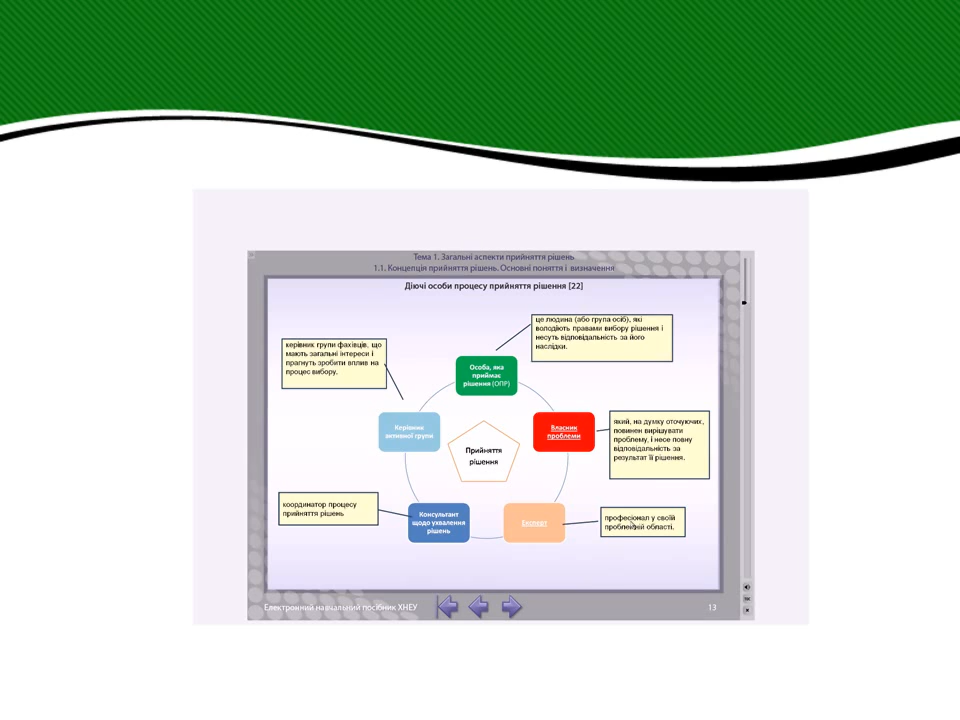 Тема 1. Загальні аспекти прийняття рішень
1.1. Концепція прийняття рішень. Основні поняття і визначення
Діючі особи процесу прийняття рішення [22]
це людина (або група осіб), які
володіють правами вибору рішення і
несуть відповідальність за його
наслідки.
керівник групи фахівців, що
мають загальні інтереси і
прагнуть зробити вплив на
процес вибору.
Особа, яка
приймає
рішення (ОПР)
Керівник
активної групи
Власник
проблеми
який, на думку оточуючих,
повинен вирішувати
проблему, і несе повну
відповідальність за
результат її рішення.
Прийняття
рішення
координатор процесу
прийняття рішень
Консультант
щодо ухвалення
рішень
Експерт
професіонал у своїй
проблемній області.
Електронний навчальний посібник ХНЕУ
13